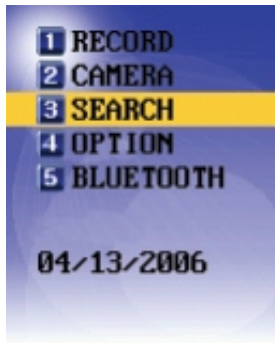 1 RECORD
2 CAMERA
3 SEARCH
4 OPTION
5 BLUETOOTH
04/13/2006